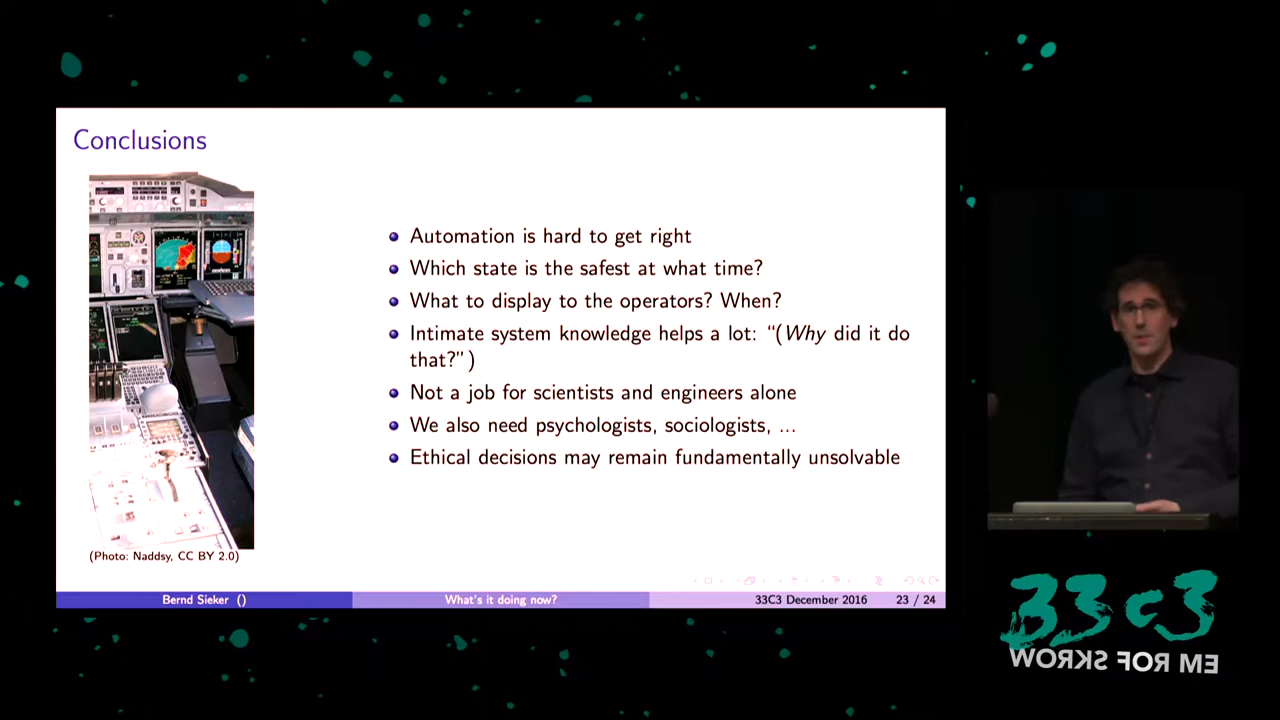 Conclusions
Automation is hard to get right
Which state is the safest at what time?
What to display to the operators? When?
Intimate system knowledge helps a lot: “(Why did it do
that?”)
Not a job for scientists and engineers alone
We also need psychologists, sociologists, ...
Ethical decisions may remain fundamentally unsolvable
(Photo: Naddsy, CC BY 2.0)
Bernd Sieker ()
What's it doing now?
33C3 December 2016
23 / 24
33c3
WORKS FOR ME